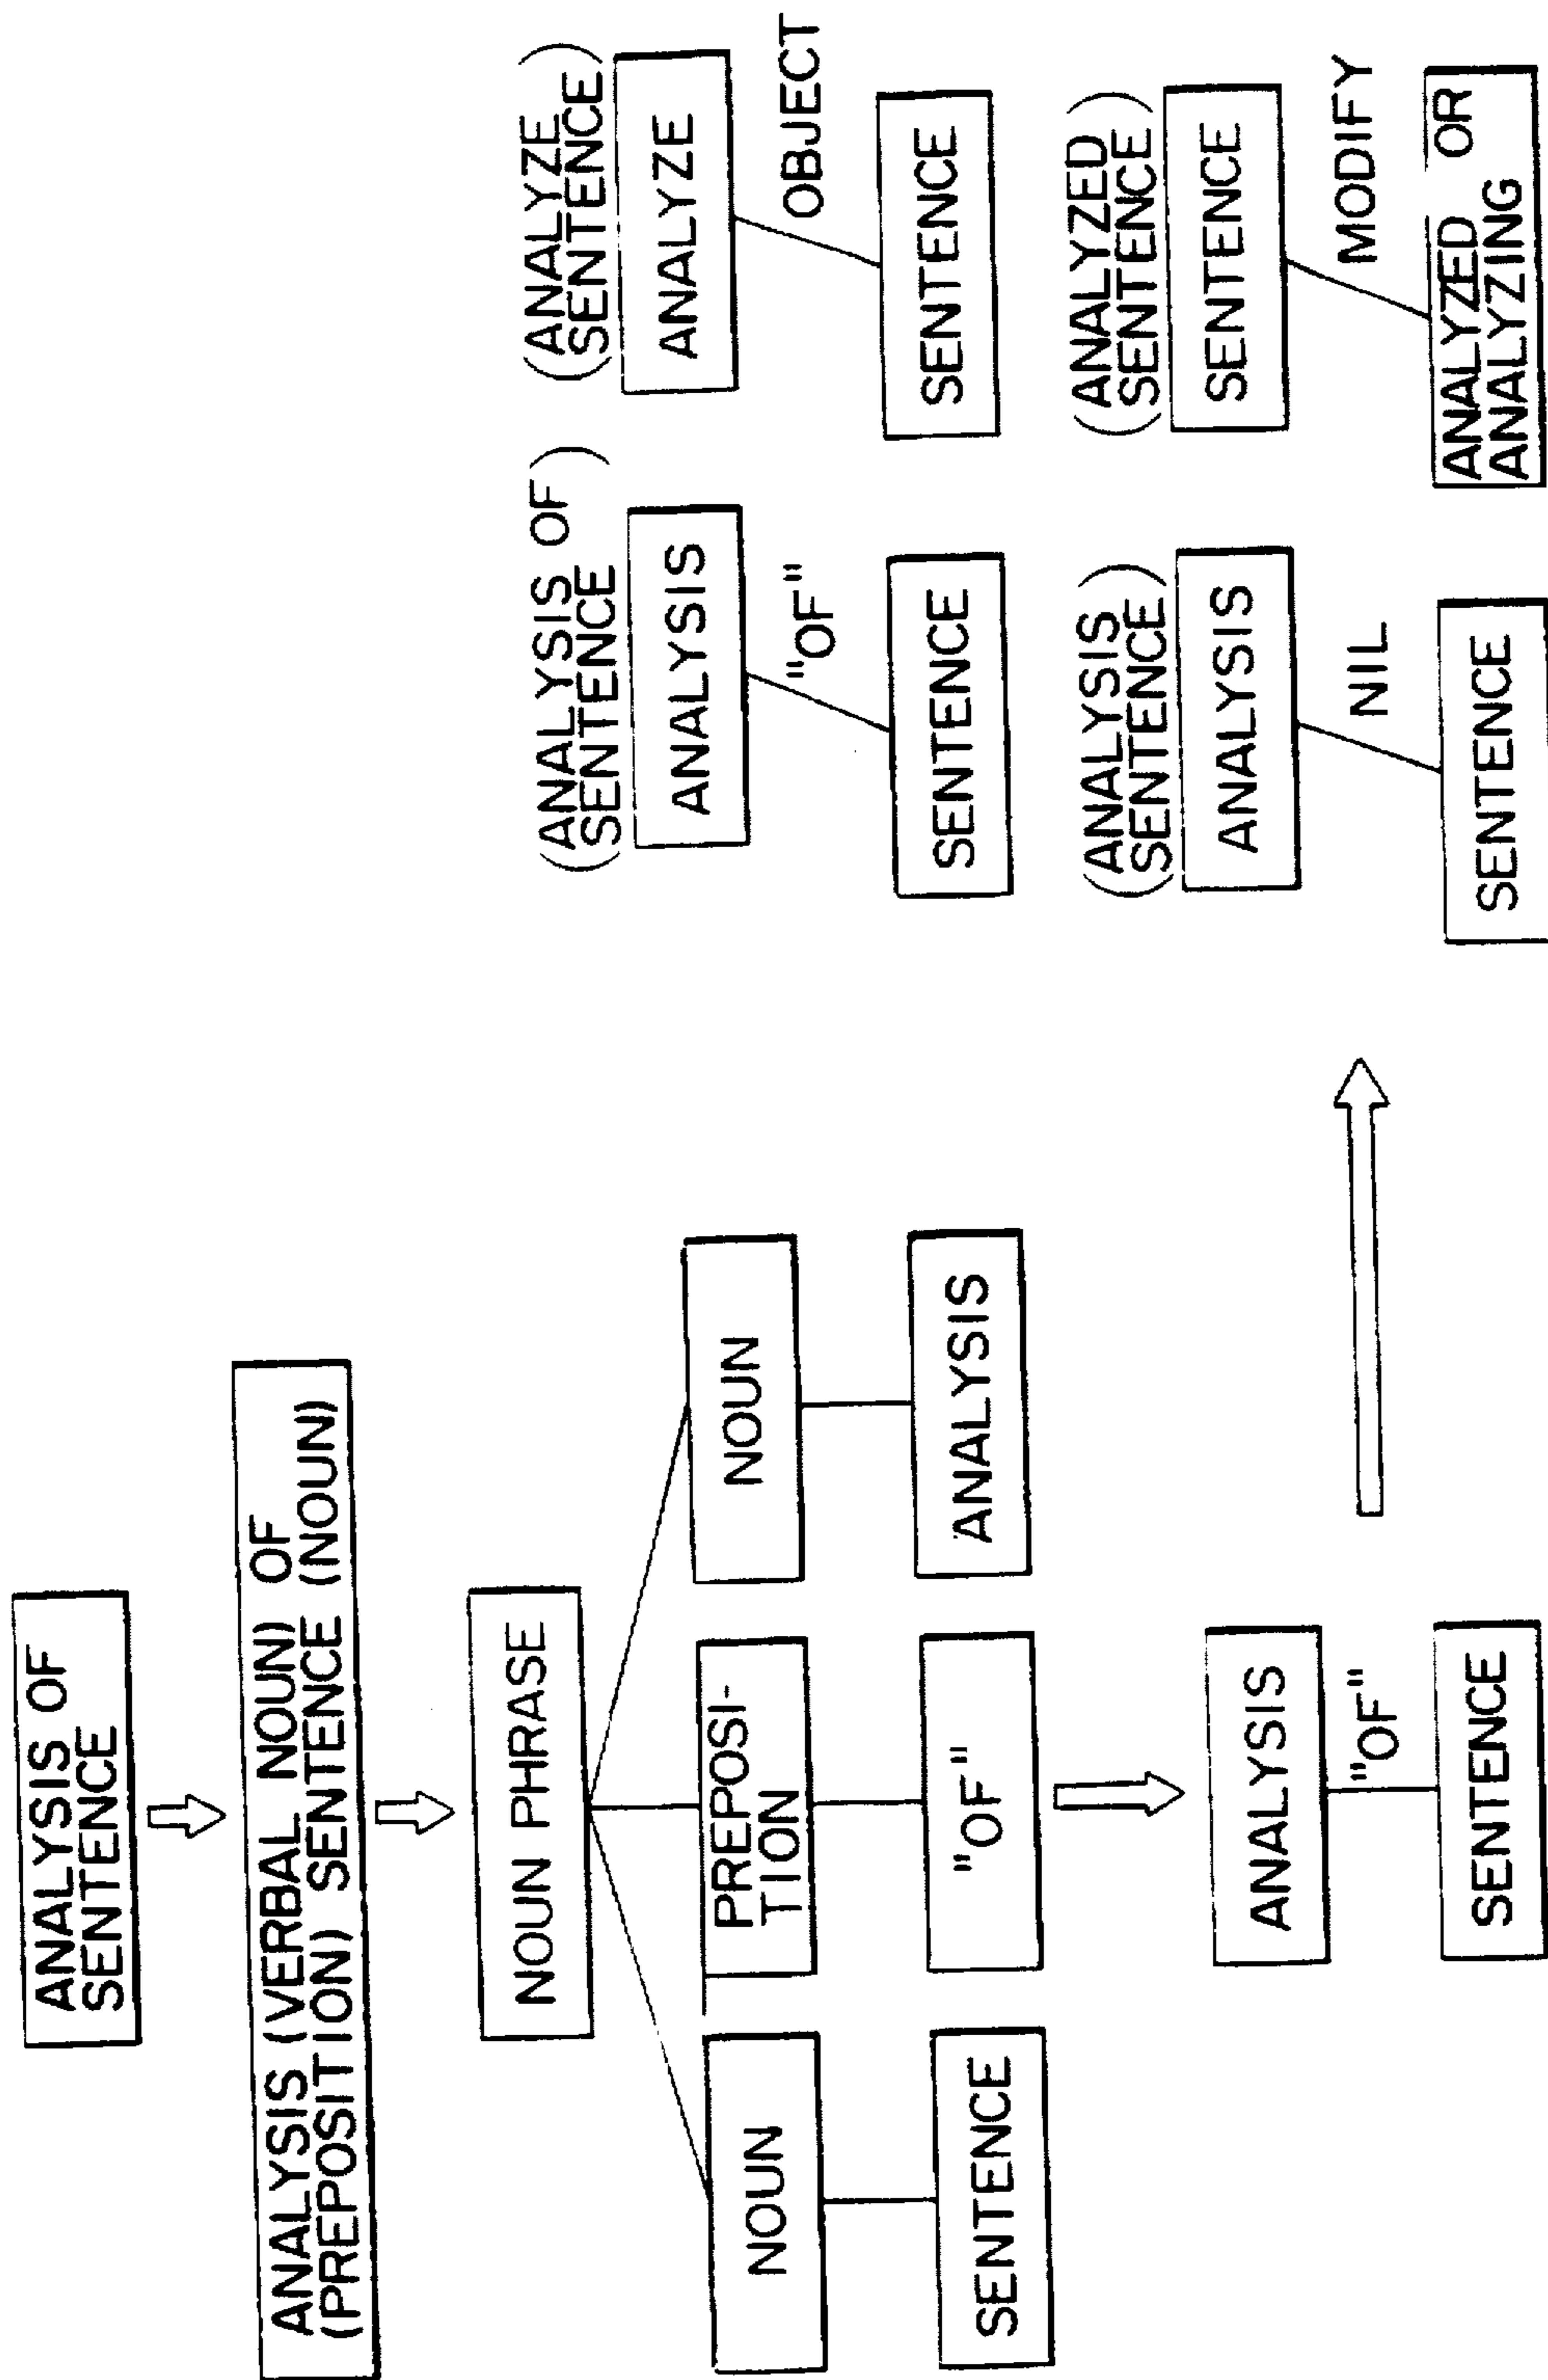 ANALYSIS OF
SENTENCE
ANALYSIS (VERBAL NOUN) OF
(PREPOSITION) SENTENCE (NOUN)
NOUN PHRASE
NOUN
PREPOSI-
TION
NOUN
SENTENCE
"OF"
ANALYSIS
ANALYSIS
"OF"
SENTENCE
(ANALYSIS OF)
(SENTENCE)
ANALYSIS
"OF"
SENTENCE
(ANALYZE)
(SENTENCE)
ANALYZE
OBJECT
SENTENCE
(ANALYSIS)
(SENTENCE)
ANALYSIS
NIL
SENTENCE
(ANALYZED)
(SENTENCE)
SENTENCE
MODIFY
ANALYZED OR
ANALYZING